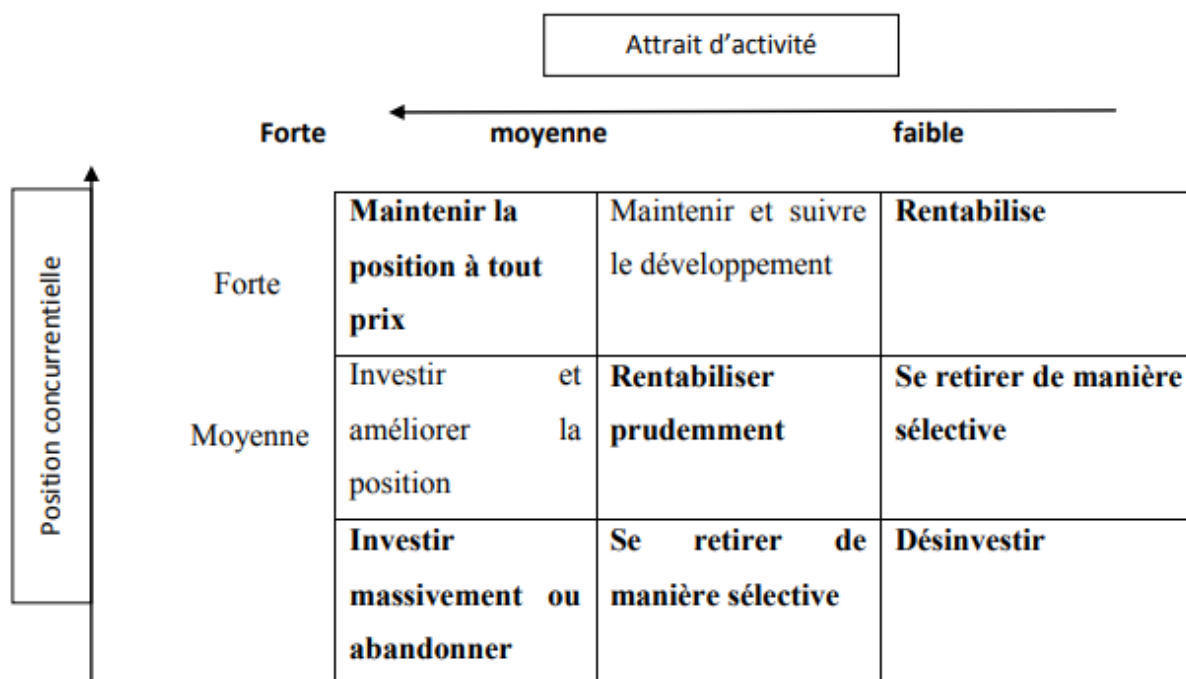 Attrait d'activité
Forte moyenne faible
Position concurrentielle
Forte
Maintenir la
position à tout
prix
Maintenir et suivre
le développement
Rentabilise
Moyenne
Investir et
améliorer la
position
Rentabiliser
prudemment
Se retirer de manière
sélective
Investir
massivement ou
abandonner
Se retirer de
manière sélective
Désinvestir